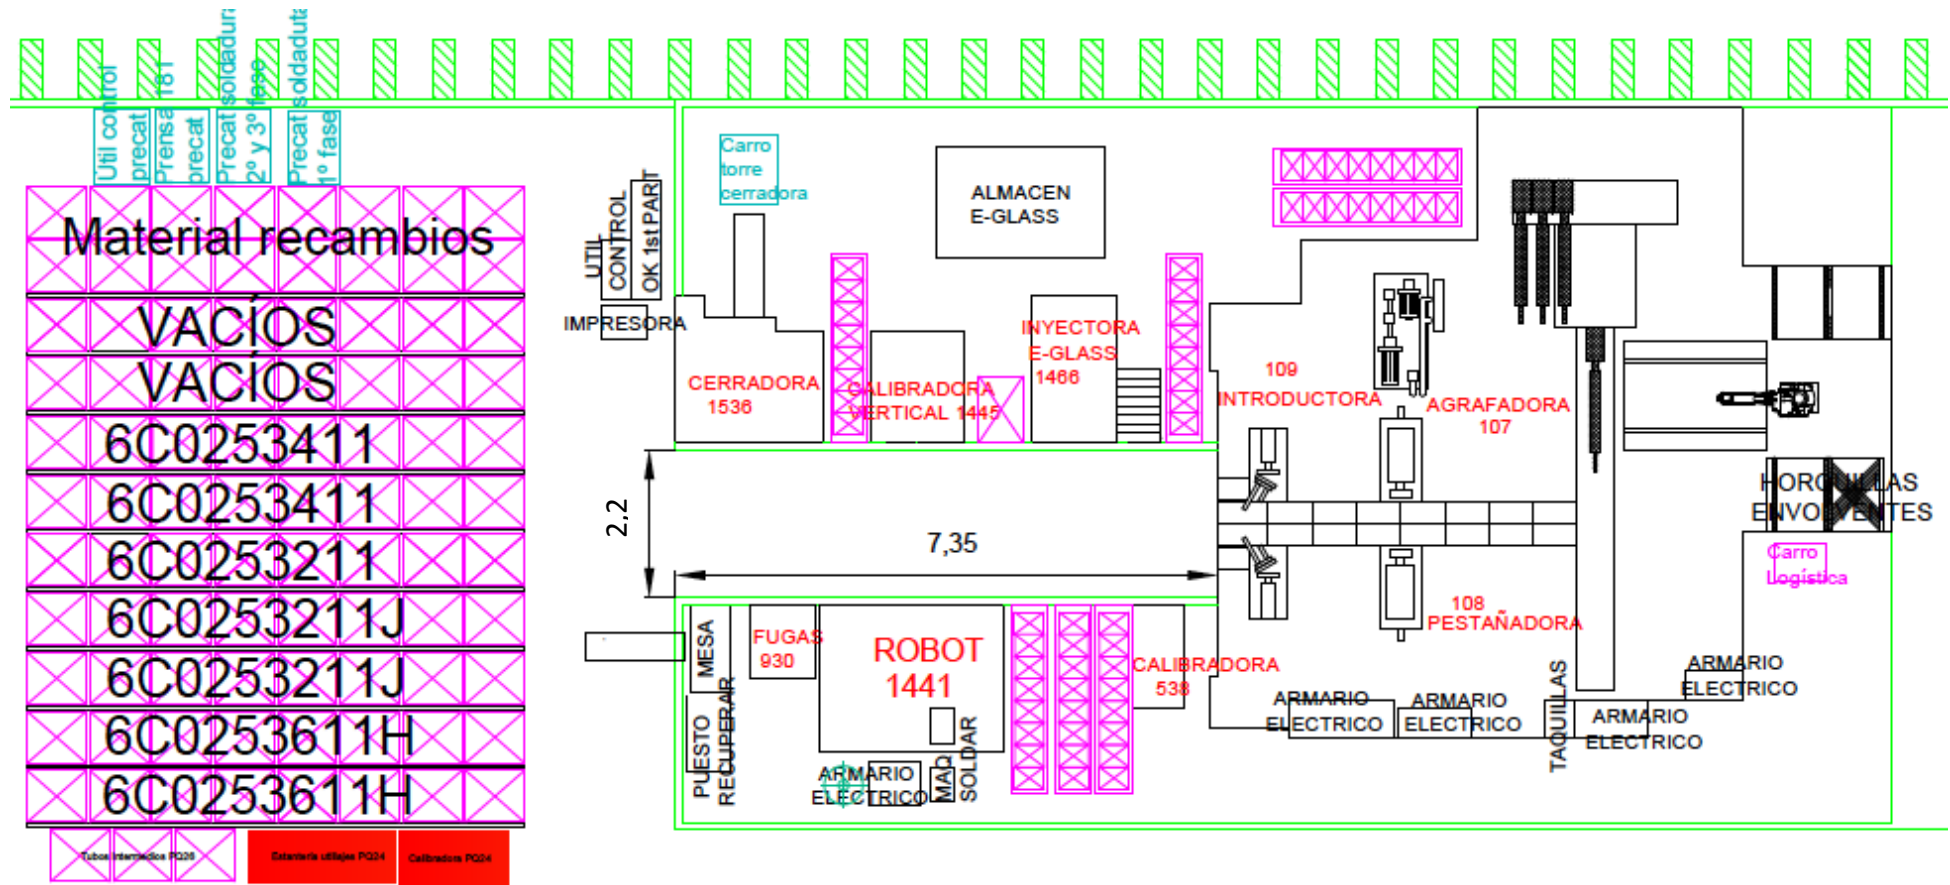 Util control
precat
Prensa 181
precat
Precat soldadura
2º y 3º fase
Precat soldaduta
1º fase
Material recambios
VACÍOS
VACÍOS
6C0253411
6C0253411
6C0253211
6C0253211J
6C0253211J
6C0253611H
6C0253611H
Tubos Intermedios PQ26
Estanteria utillajes PQ24
Calibradora PQ24
UTIL
CONTROL
OK 1st PART
IMPRESORA
Carro
torre
cerradora
ALMACEN
E-GLASS
CERRADORA
1536
CALIBRADORA
VERTICAL 1445
INYECTORA
E-GLASS
1466
109
INTRODUCTORA
AGRAFADORA
107
HORQUILLAS
ENVOLVENTES
Carro
Logística
2,2
7,35
108
PESTAÑADORA
MESA
FUGAS
930
ROBOT
1441
CALIBRADORA
538
PUESTO
RECUPERAR
ARMARIO
ELECTRICO
MAQ
SOLDAR
ARMARIO
ELECTRICO
ARMARIO
ELECTRICO
TAQUILLAS
ARMARIO
ELECTRICO
ARMARIO
ELECTRICO